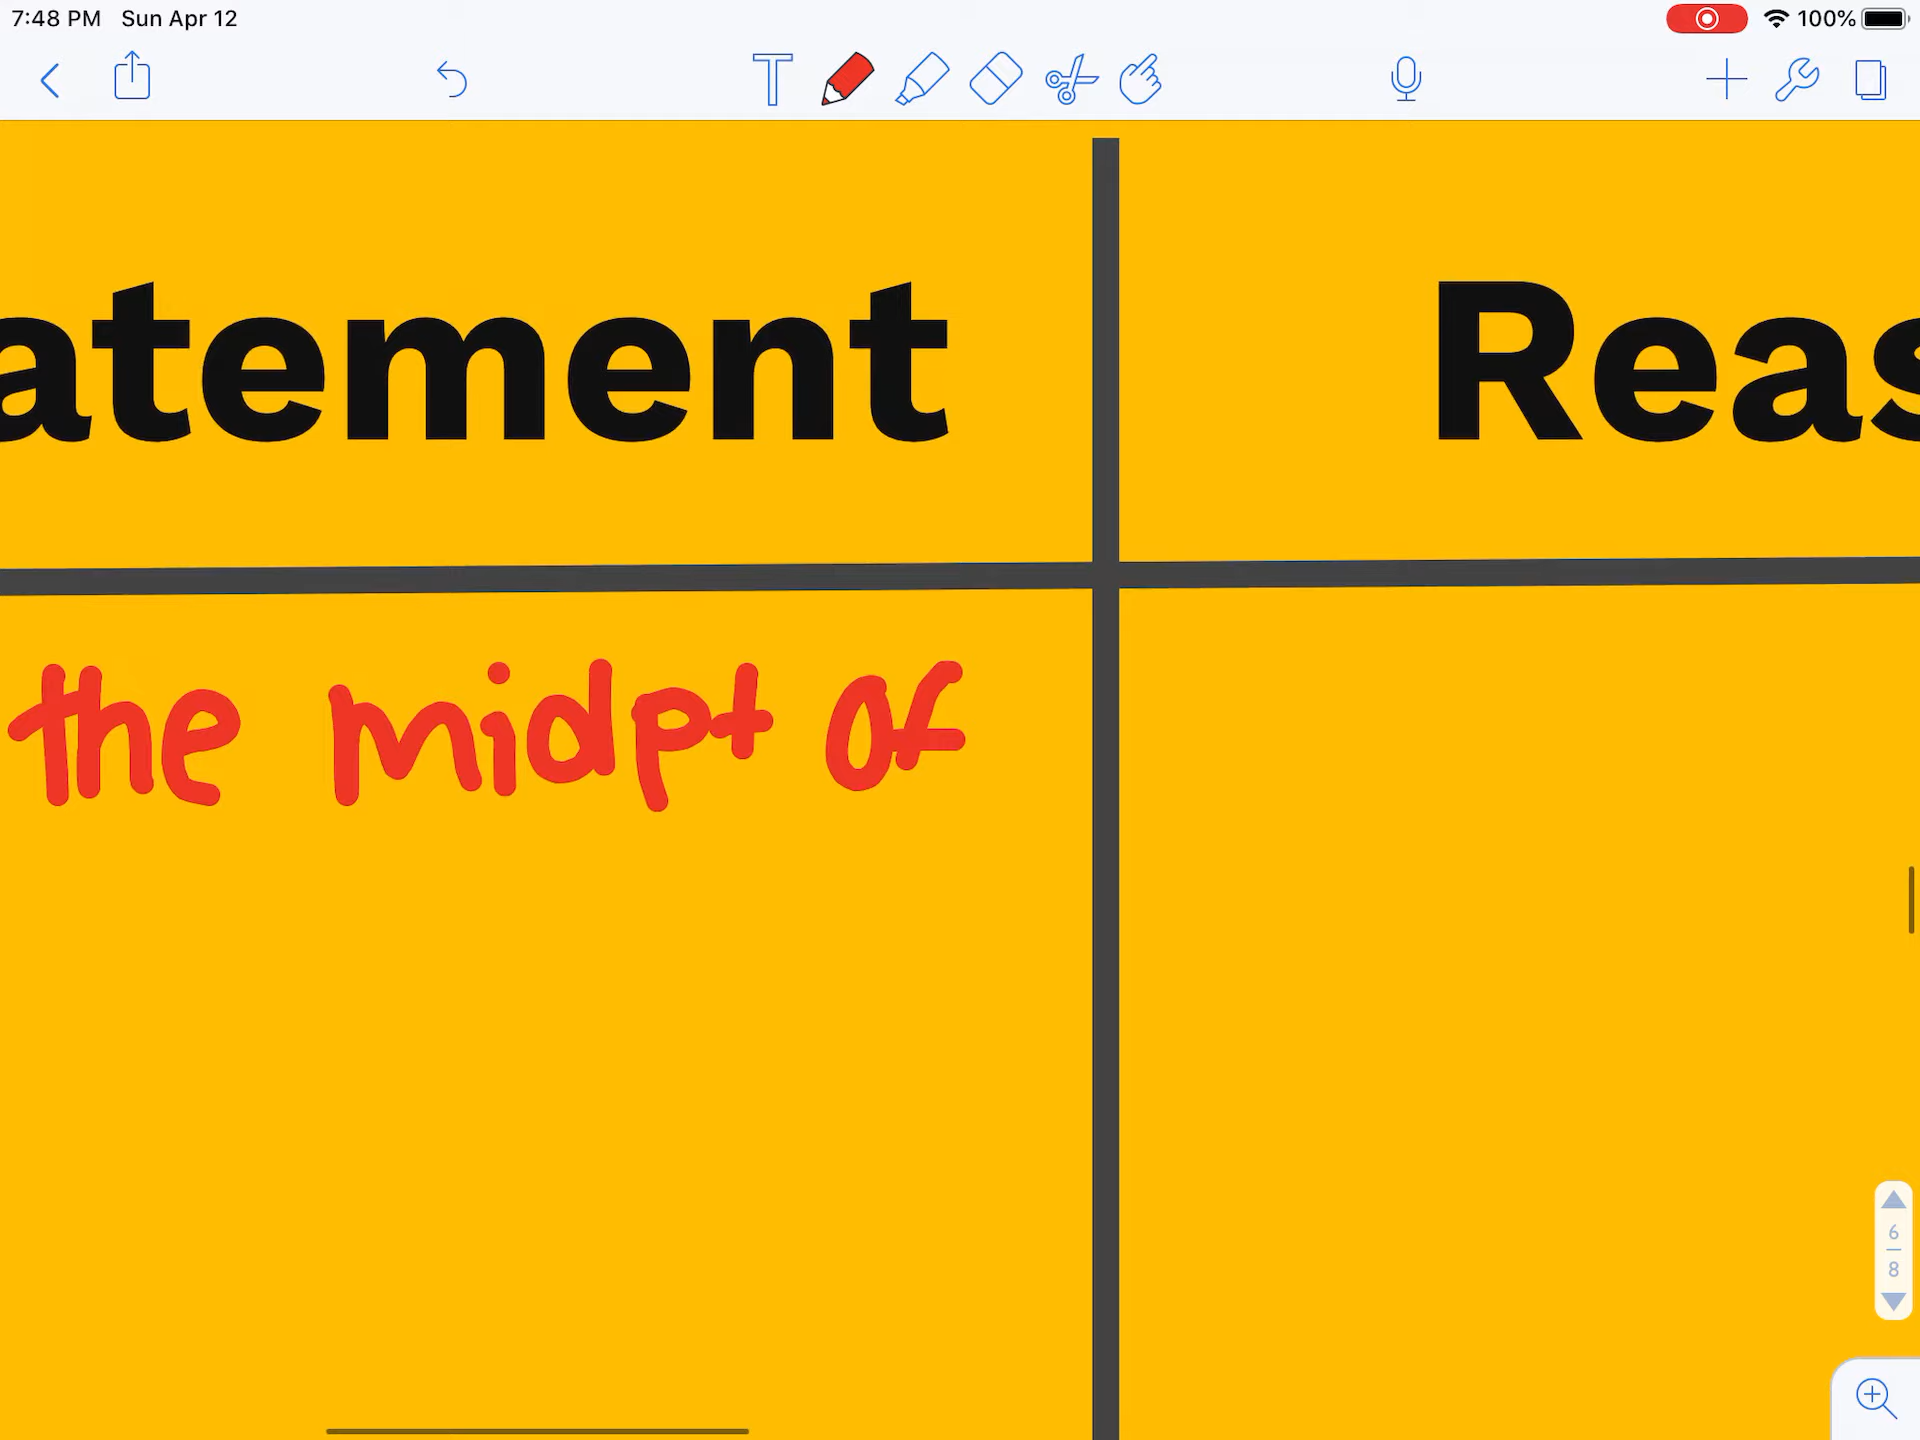 7:48 PM Sun Apr 12
100%
T
atement
Reas
the midpt of
6
8